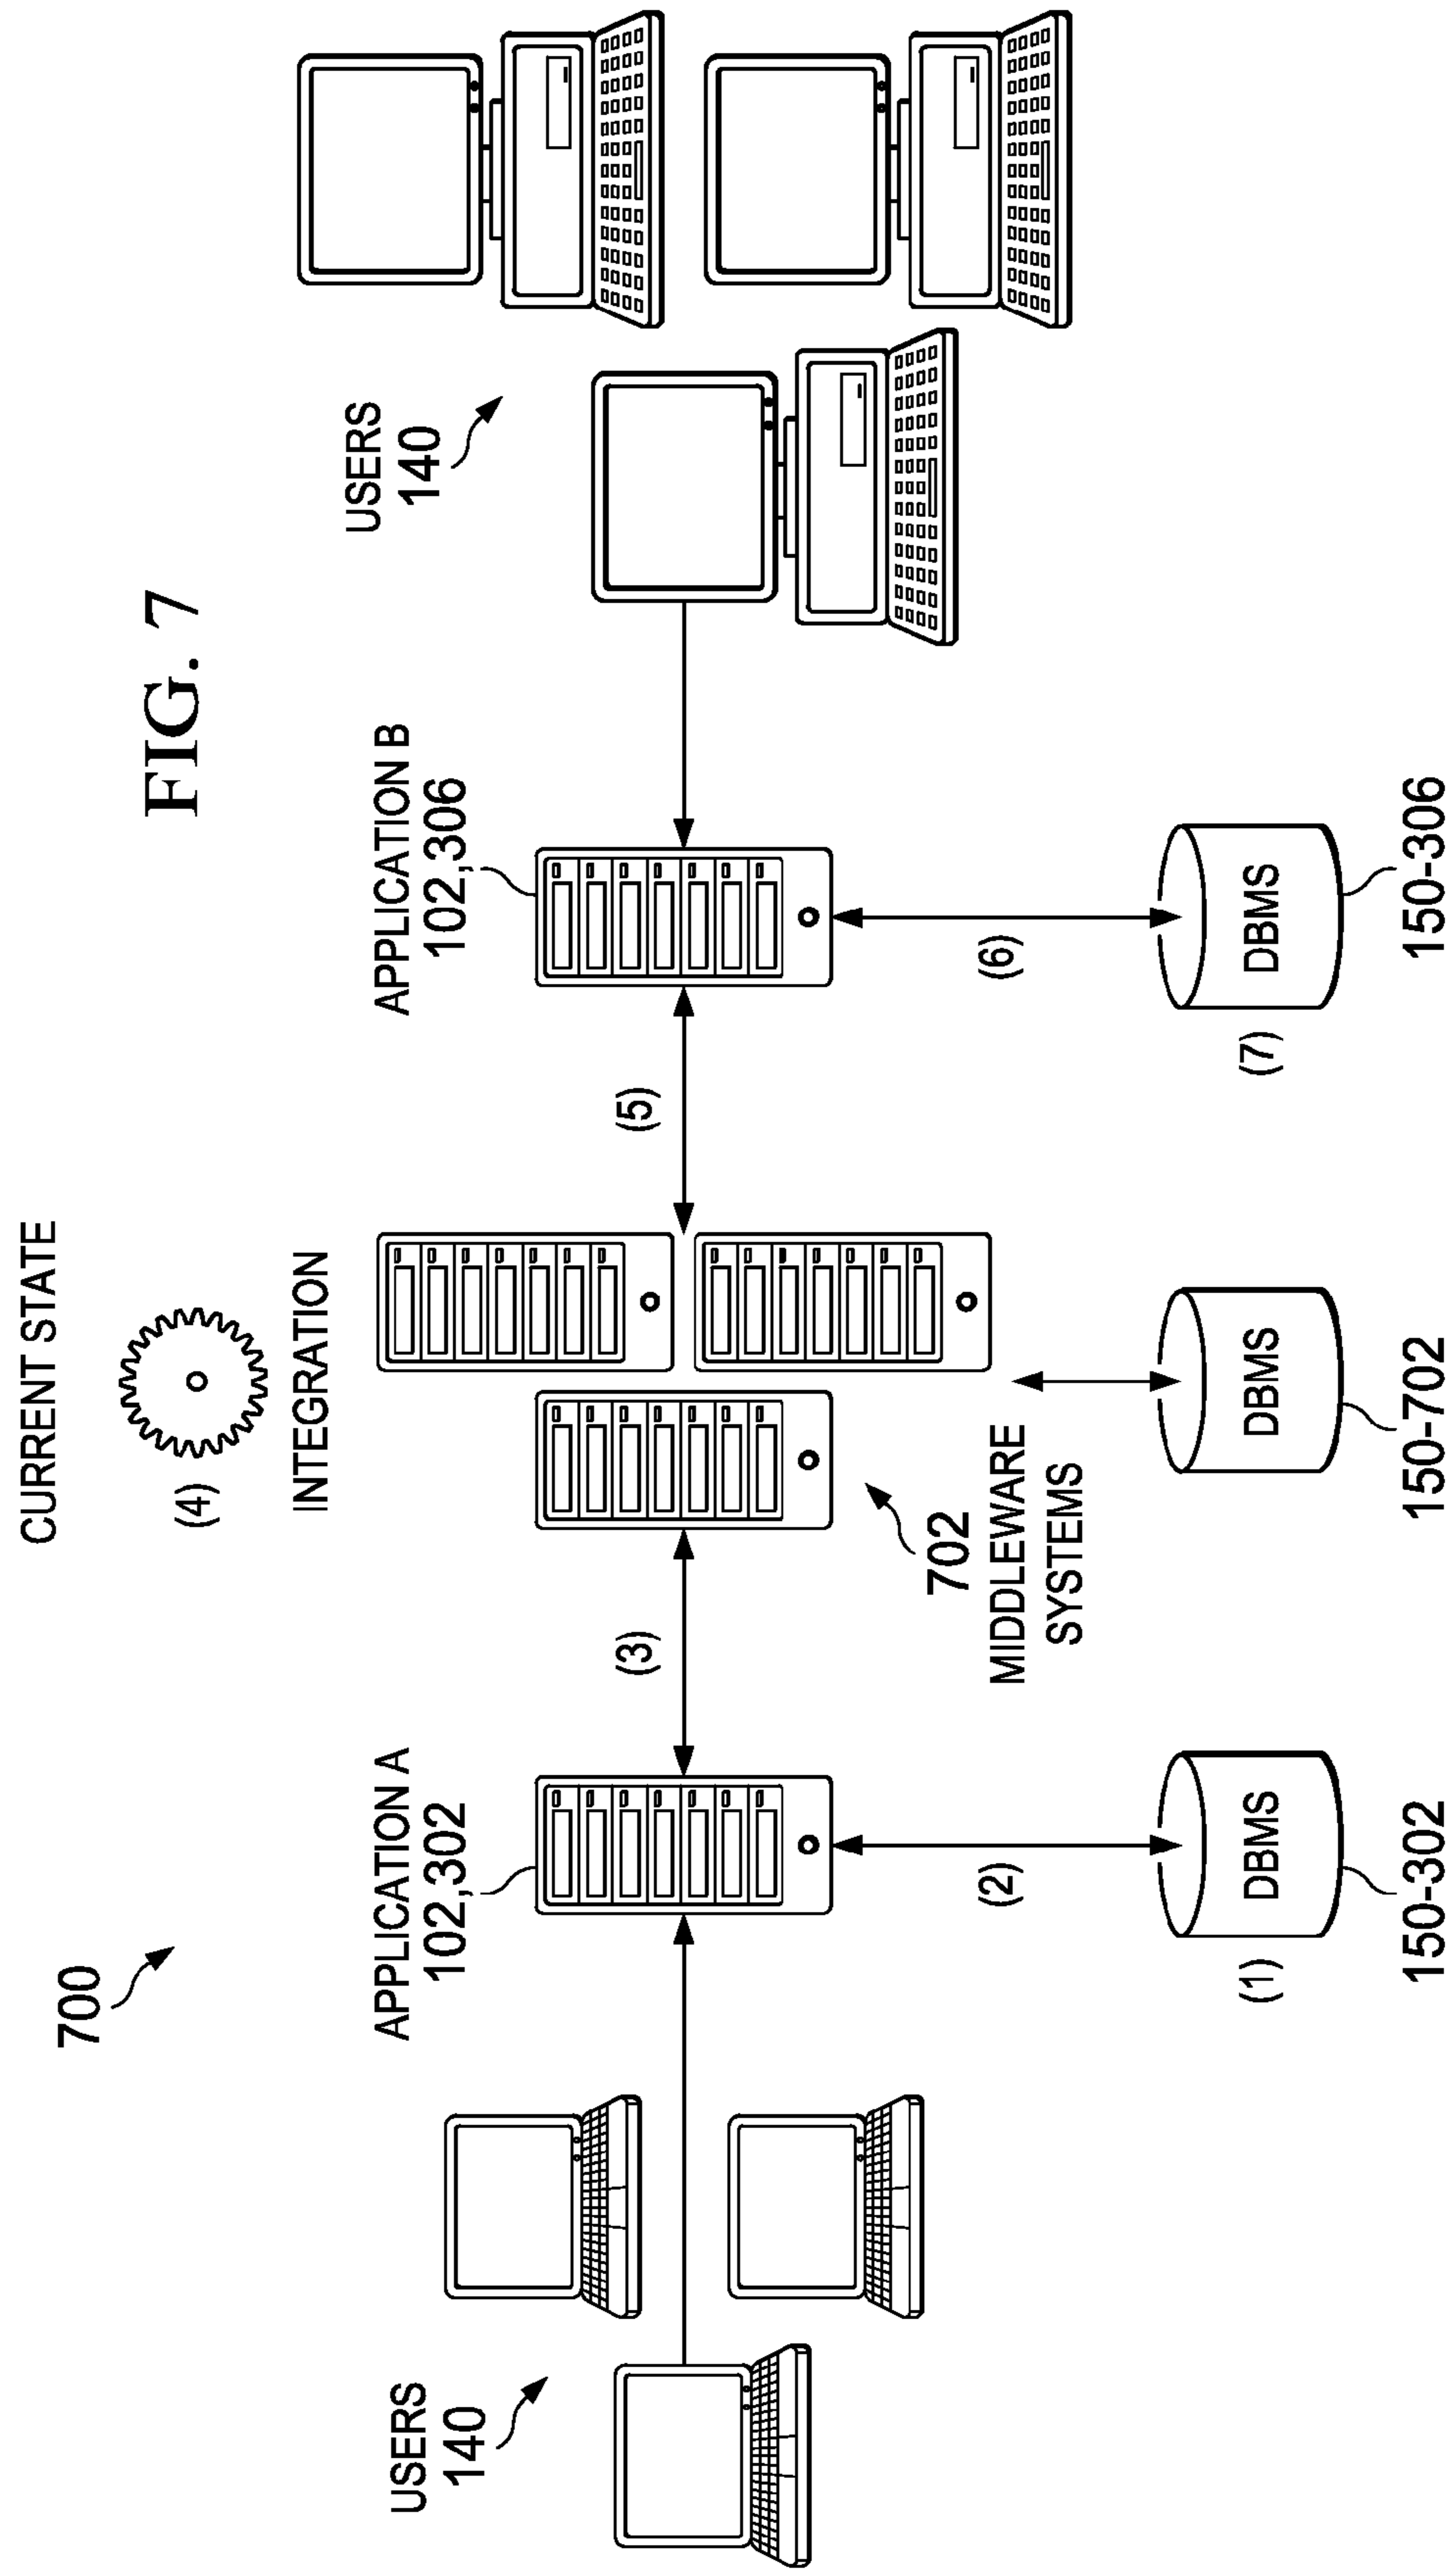 FIG. 7
CURRENT STATE
700
(4)
INTEGRATION
USERS
140
APPLICATION A
102,302
(3)
702
MIDDLEWARE
SYSTEMS
(5)
APPLICATION B
102,306
USERS
140
(2)
(6)
(1)
DBMS
150-302
DBMS
150-702
(7)
DBMS
150-306